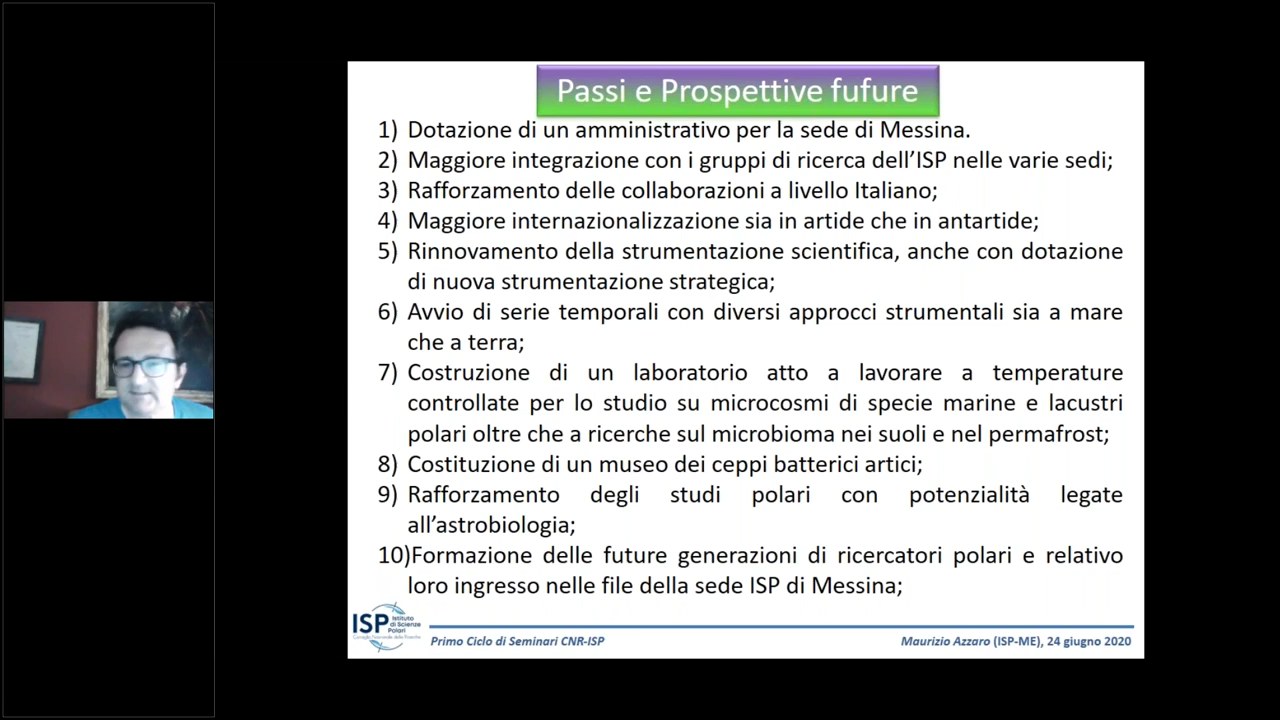 Passi e Prospettive fufure
1) Dotazione di un amministrativo per la sede di Messina.
2) Maggiore integrazione con i gruppi di ricerca dell’ISP nelle varie sedi;
3) Rafforzamento delle collaborazioni a livello Italiano;
4) Maggiore internazionalizzazione sia in artide che in antartide;
5) Rinnovamento della strumentazione scientifica, anche con dotazione
di nuova strumentazione strategica;
6) Avvio di serie temporali con diversi approcci strumentali sia a mare
che a terra;
7) Costruzione di un laboratorio atto a lavorare a temperature
controllate per lo studio su microcosmi di specie marine e lacustri
polari oltre che a ricerche sul microbioma nei suoli e nel permafrost;
8) Costituzione di un museo dei ceppi batterici artici;
9) Rafforzamento degli studi polari con potenzialità legate
all’astrobiologia;
10)Formazione delle future generazioni di ricercatori polari e relativo
loro ingresso nelle file della sede ISP di Messina;
ISP
Istituto
di Scienze
Polari
Consiglio Nazionale delle Ricerche
Primo Ciclo di Seminari CNR-ISP
Maurizio Azzaro (ISP-ME), 24 giugno 2020